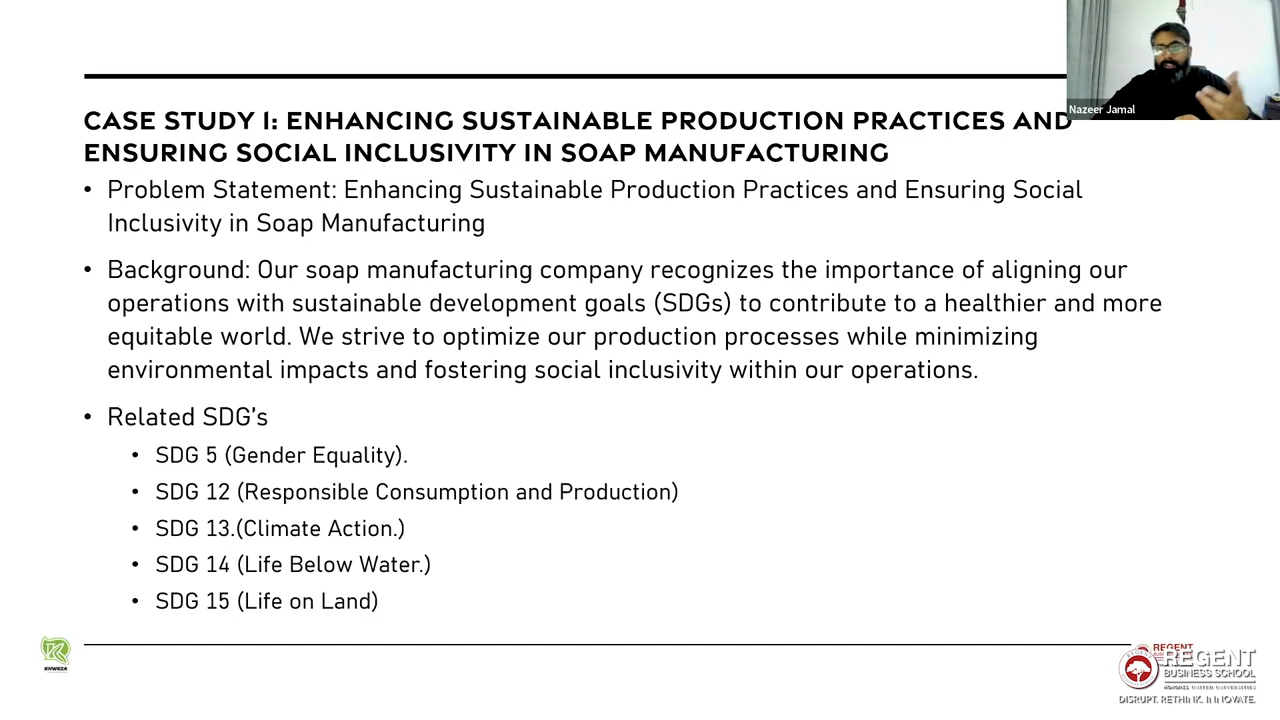 Nazeer Jamal
CASE STUDY 1: ENHANCING SUSTAINABLE PRODUCTION PRACTICES AND
ENSURING SOCIAL INCLUSIVITY IN SOAP MANUFACTURING
• Problem Statement: Enhancing Sustainable Production Practices and Ensuring Social
Inclusivity in Soap Manufacturing
• Background: Our soap manufacturing company recognizes the importance of aligning our
operations with sustainable development goals (SDGs) to contribute to a healthier and more
equitable world. We strive to optimize our production processes while minimizing
environmental impacts and fostering social inclusivity within our operations.
• Related SDG's
• SDG 5 (Gender Equality).
• SDG 12 (Responsible Consumption and Production)
• SDG 13.(Climate Action.)
• SDG 14 (Life Below Water.)
• SDG 15 (Life on Land)
KHWEZA
REGENT
REGENT
BUSINESS SCHOOL
DISRUPT. RETHINK. INNOVATE.